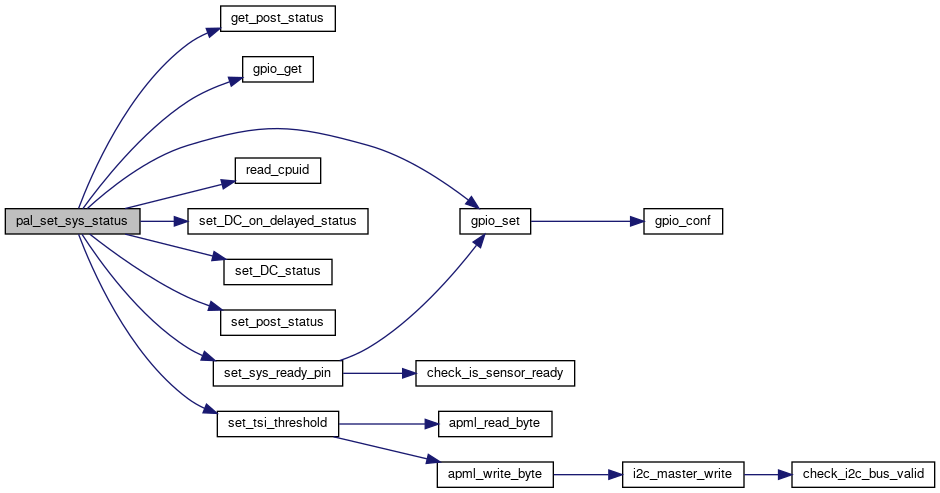 get_post_status
gpio_get
read_cpuid
pal_set_sys_status
set_DC_on_delayed_status
gpio_set
gpio_conf
set_DC_status
set_post_status
set_sys_ready_pin
check_is_sensor_ready
set_tsi_threshold
apml_read_byte
apml_write_byte
i2c_master_write
check_i2c_bus_valid